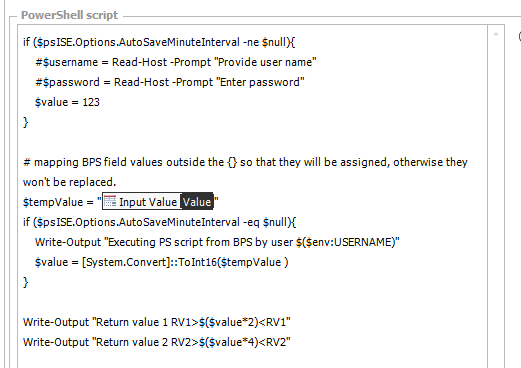 PowerShell script
if ($psISE.Options.AutoSaveMinuteInterval -ne $null){
#$username = Read-Host -Prompt "Provide user name"
#$password = Read-Host -Prompt "Enter password"
$value = 123
}
# mapping BPS field values outside the {} so that they will be assigned, otherwise they
won't be replaced.
$tempValue = "Input Value Value"
if ($psISE.Options.AutoSaveMinuteInterval -eq $null){
Write-Output "Executing PS script from BPS by user $($env:USERNAME)"
$value = [System.Convert]::ToInt16($tempValue )
}
Write-Output "Return value 1 RV1>$($value*2)<RV1"
Write-Output "Return value 2 RV2>$($value*4)<RV2"